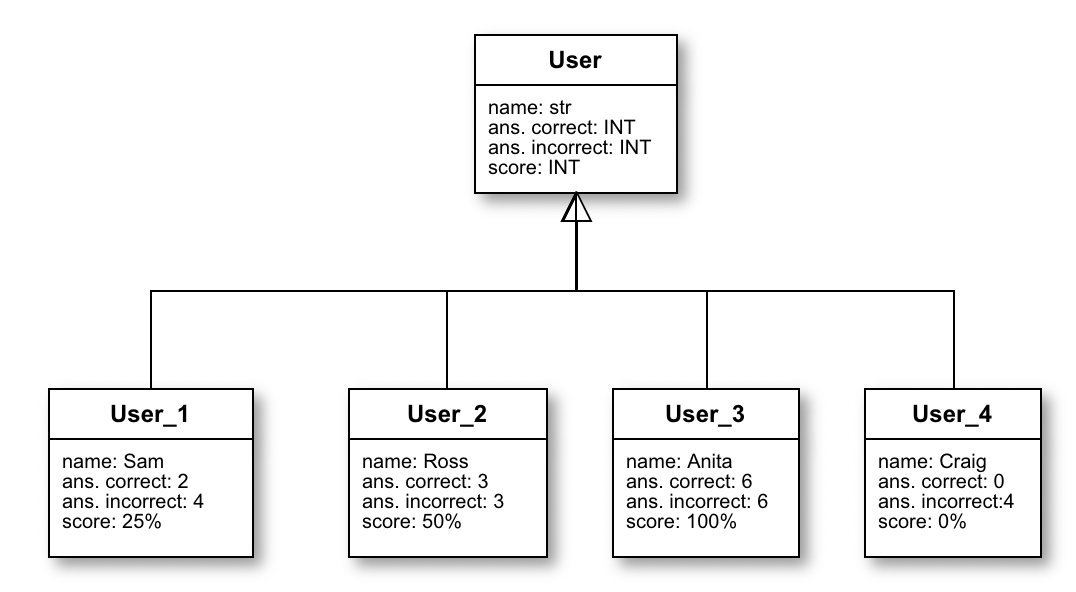 User
name: str
ans. correct: INT
ans. incorrect: INT
score: INT
User_1
name: Sam
ans. correct: 2
ans. incorrect: 4
score: 25%
User_2
name: Ross
ans. correct: 3
ans. incorrect: 3
score: 50%
User_3
name: Anita
ans. correct: 6
ans. incorrect: 6
score: 100%
User_4
name: Craig
ans. correct: 0
ans. incorrect:4
score: 0%